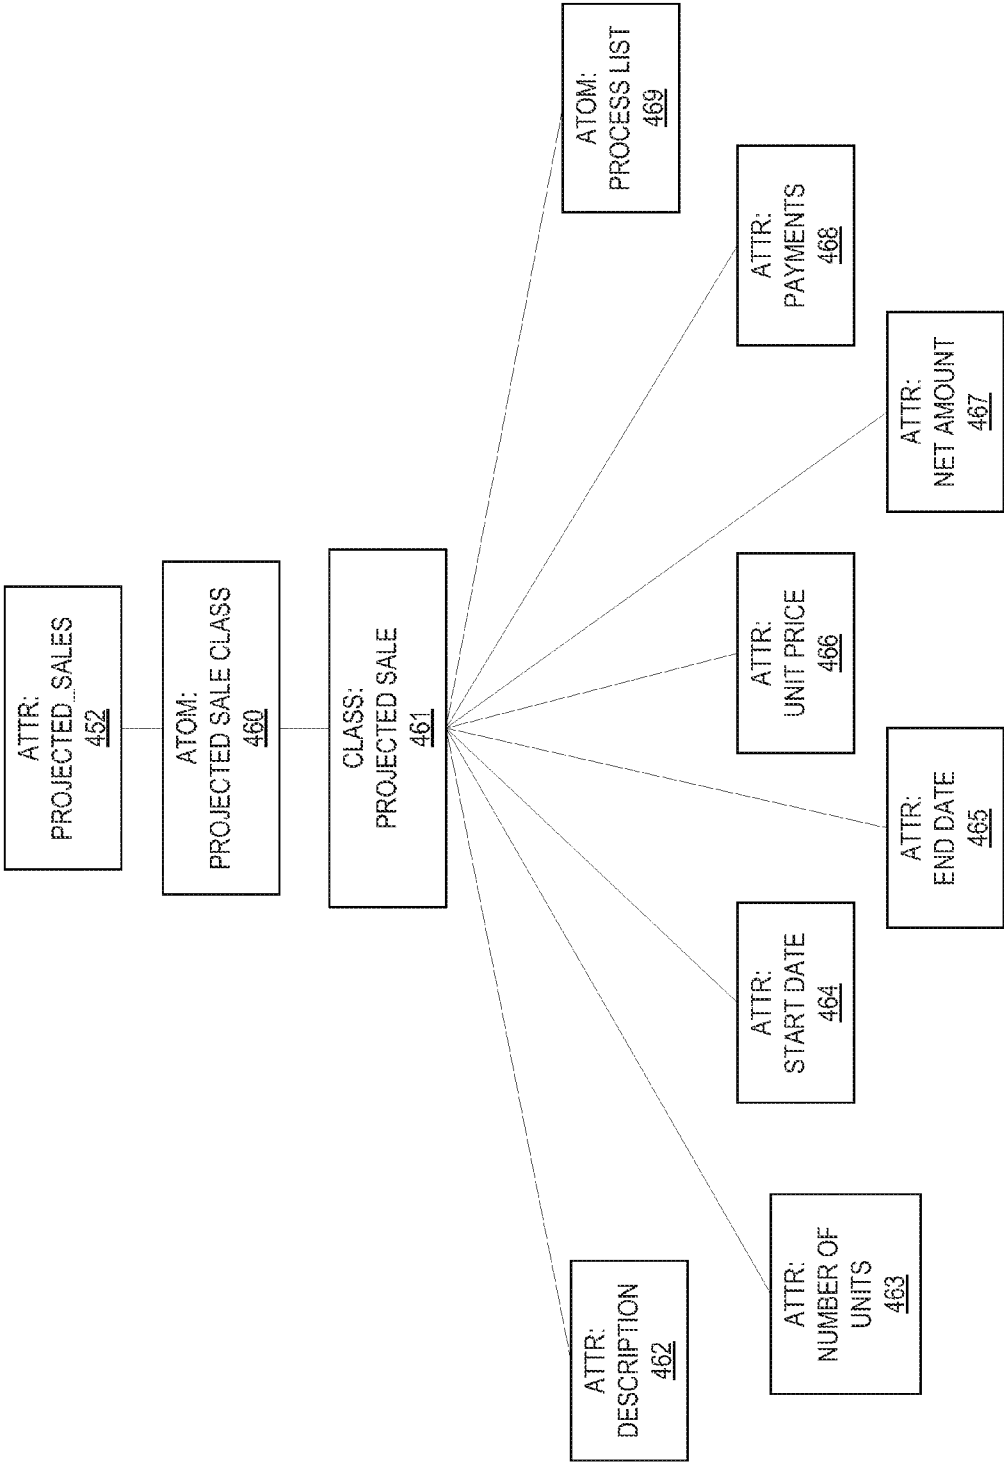 ATTR:
PROJECTED_SALES
452
ATOM:
PROJECTED SALE CLASS
460
CLASS:
PROJECTED SALE
461
ATTR:
DESCRIPTION
462
ATTR:
NUMBER OF
UNITS
463
ATTR:
START DATE
464
ATTR:
END DATE
465
ATTR:
UNIT PRICE
466
ATTR:
NET AMOUNT
467
ATTR:
PAYMENTS
468
ATOM:
PROCESS LIST
469